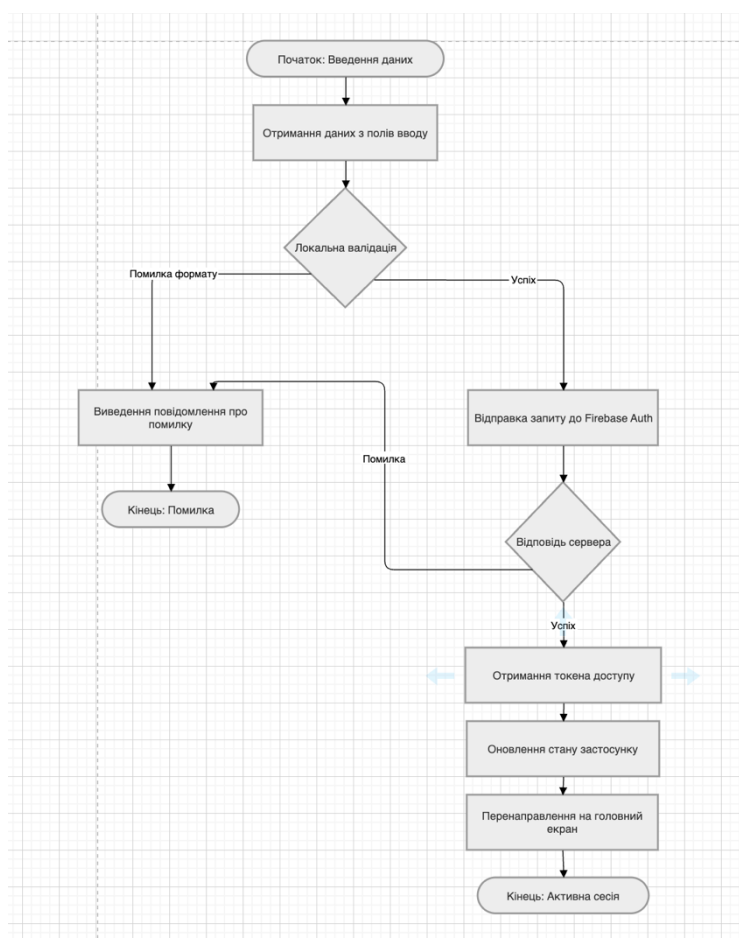 Початок: Введення даних
Отримання даних з полів вводу
Локальна валідація
Помилка формату
Успіх
Виведення повідомлення про
помилку
Відправка запиту до Firebase Auth
Помилка
Кінець: Помилка
Відповідь сервера
Успіх
Отримання токена доступу
Оновлення стану застосунку
Перенаправлення на головний
екран
Кінець: Активна сесія